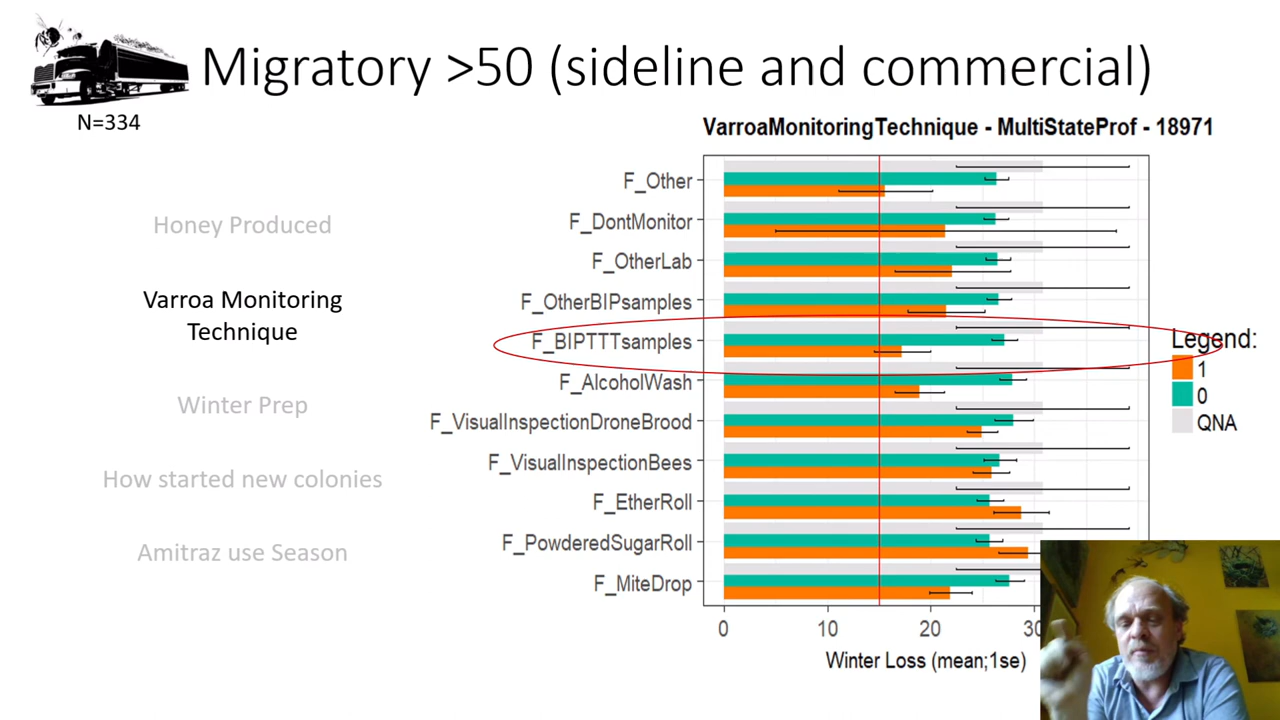 Migratory >50 (sideline and commercial)
N=334
Honey Produced
Varroa Monitoring
Technique
Winter Prep
How started new colonies
Amitraz use Season
VarroaMonitoringTechnique - MultiStateProf - 18971
F_Other
F_DontMonitor
F_OtherLab
F_OtherBIPsamples
F_BIPTTTsamples
F_AlcoholWash
F_VisualInspectionDroneBrood
F_VisualInspectionBees
F_EtherRoll
F_PowderedSugarRoll
F_MiteDrop
0 10 20 30
Winter Loss (mean;1se)
Legend:
1
0
QNA